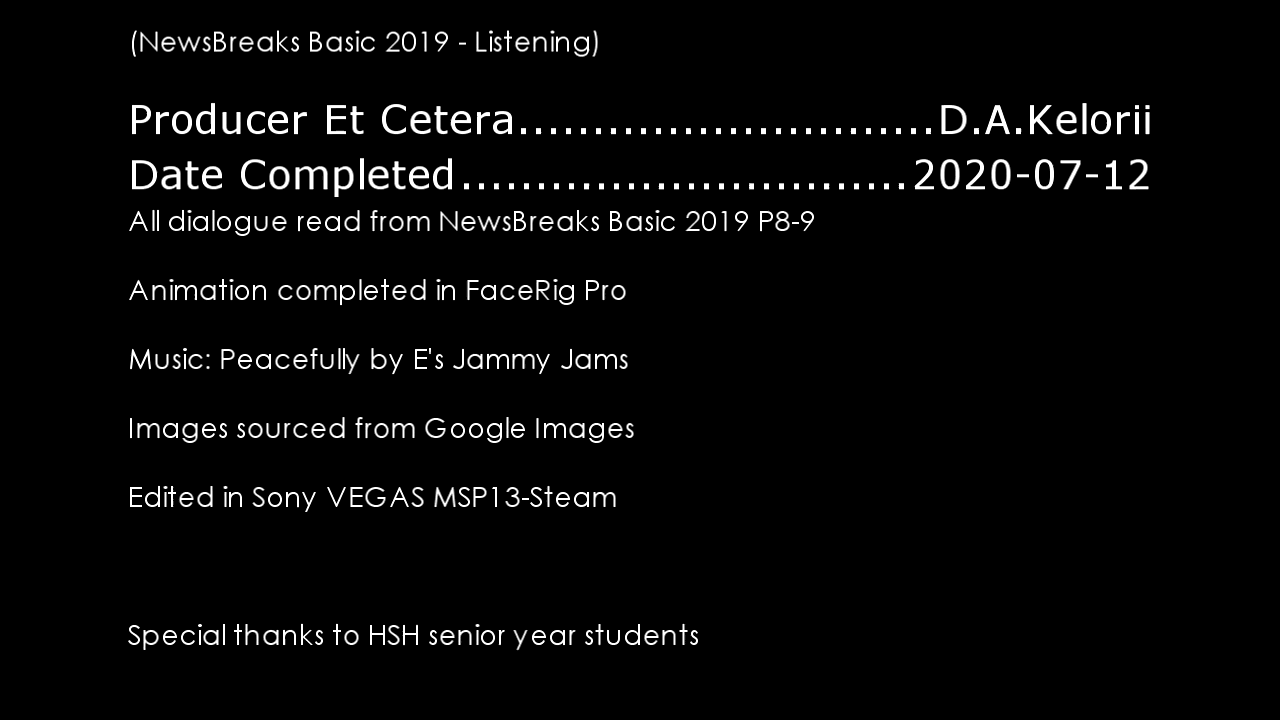 (NewsBreaks Basic 2019 - Listening)
Producer Et Cetera............................D.A.Kelorii
Date Completed..............................2020-07-12
All dialogue read from NewsBreaks Basic 2019 P8-9
Animation completed in FaceRig Pro
Music: Peacefully by E's Jammy Jams
Images sourced from Google Images
Edited in Sony VEGAS MSP13-Steam
Special thanks to HSH senior year students